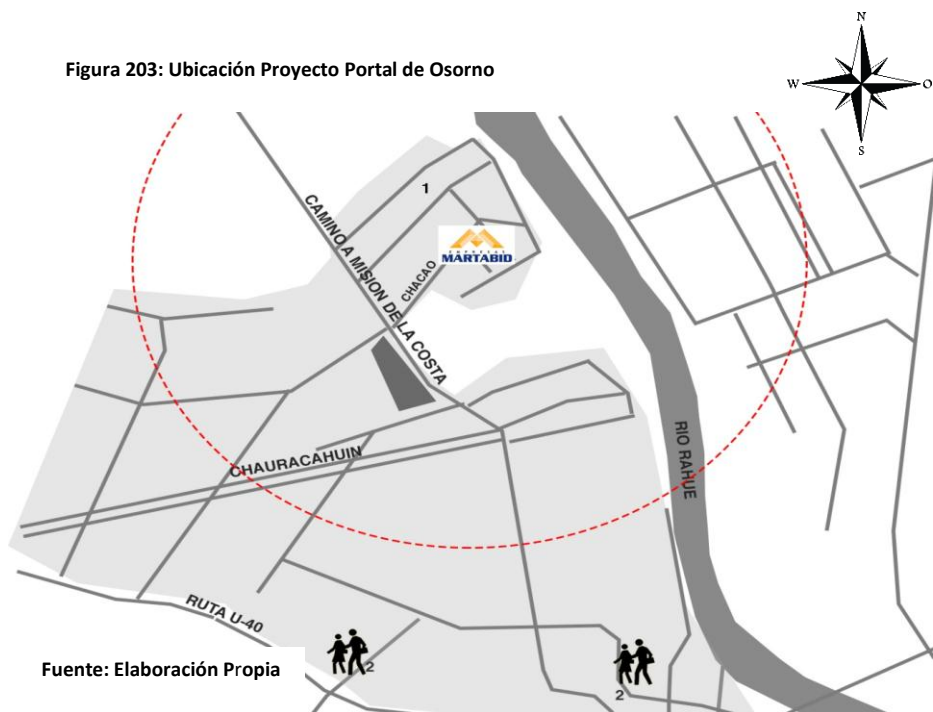 Figura 203: Ubicación Proyecto Portal de Osorno
N
W
O
S
1
CAMINO A MISION DE LA COSTA
CHACAO
EMPRESAS
MARTABID
RIO RAHUE
CHAURACAHUIN
RUTA U-40
2
2
Fuente: Elaboración Propia